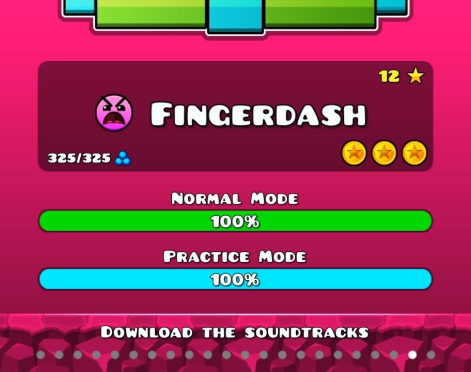 12
Fingerdash
325/325
Normal Mode
100%
Practice Mode
100%
Download the soundtracks